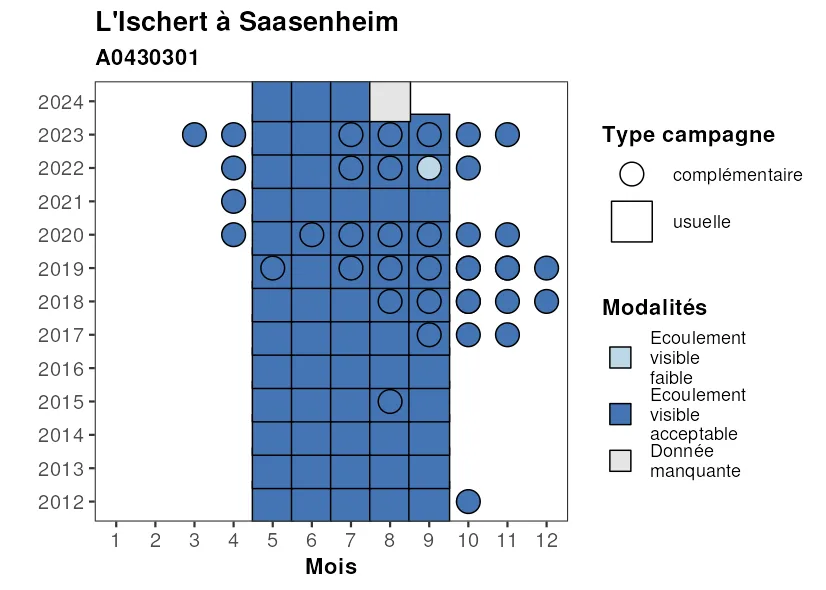 L'Ischert à Saasenheim
A0430301
2024
2023
2022
2021
2020
2019
2018
2017
2016
2015
2014
2013
2012
1 2 3 4 5 6 7 8 9 10 11 12
Mois
Type campagne
complémentaire
usuelle
Modalités
Ecoulement
visible
faible
Ecoulement
visible
acceptable
Donnée
manquante